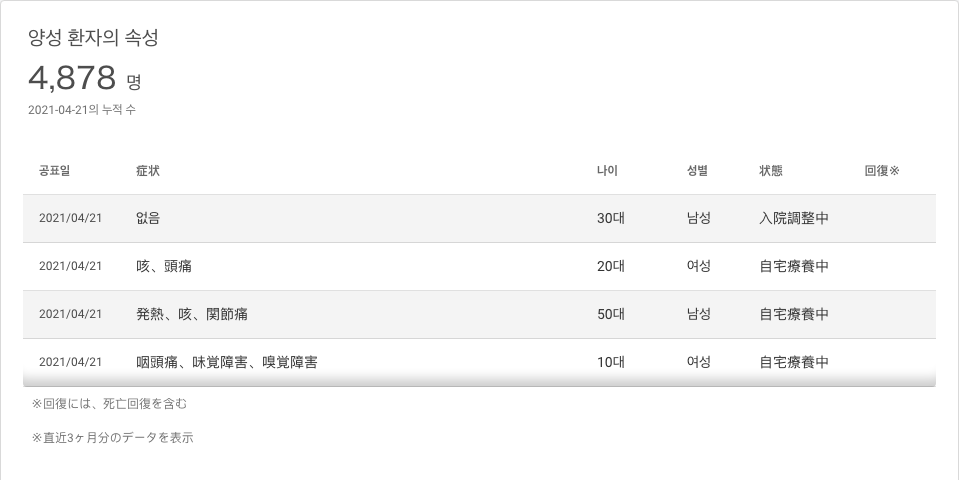 양성 환자의 속성
4,878 명
2021-04-21의 누적 수
공표일 症状 나이 성별 状態 回復※
2021/04/21 없음 30대 남성 入院調整中
2021/04/21 咳、頭痛 20대 여성 自宅療養中
2021/04/21 発熱、咳、関節痛 50대 남성 自宅療養中
2021/04/21 咽頭痛、味覚障害、嗅覚障害 10대 여성 自宅療養中
※回復には、死亡回復を含む
※直近3ヶ月分のデータを表示